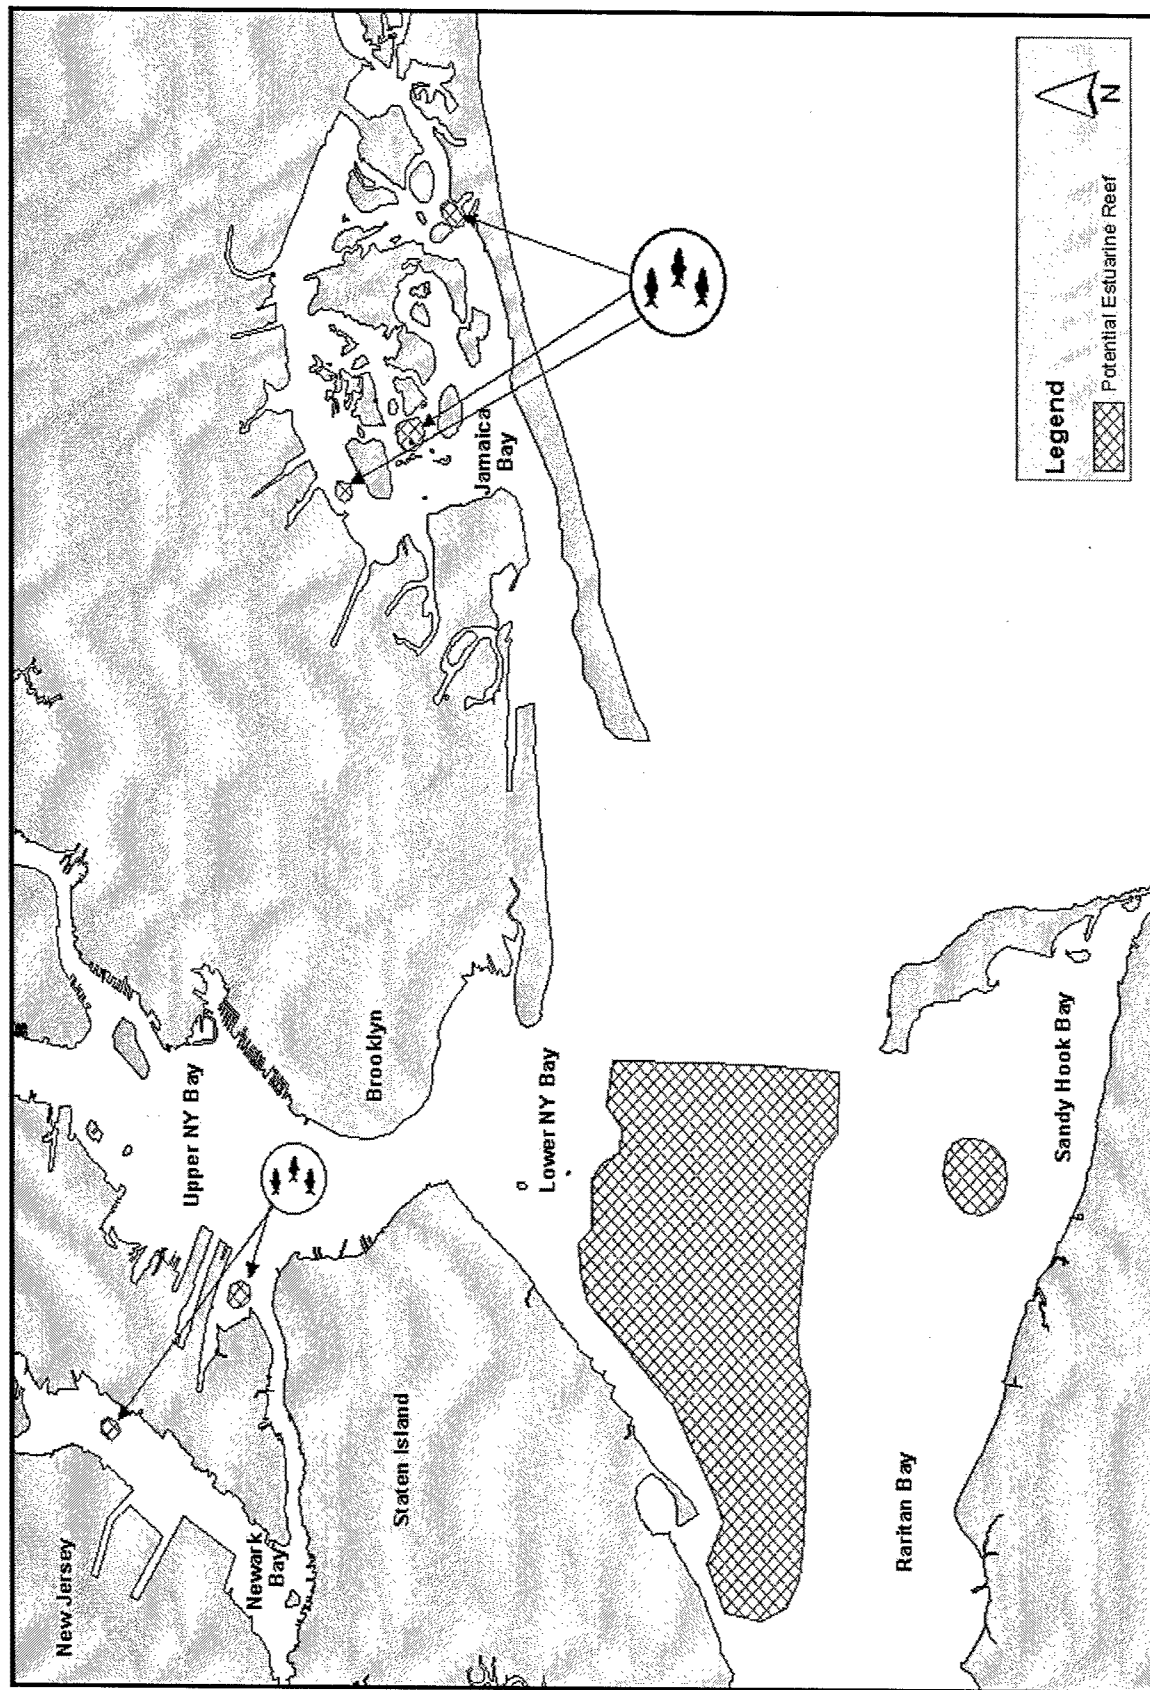 New Jersey
Newark
Bay
Upper NY Bay
Staten Island
Brooklyn
Jamaica
Bay
Lower NY Bay
Raritan Bay
Sandy Hook Bay
Legend
Potential Estuarine Reef
N